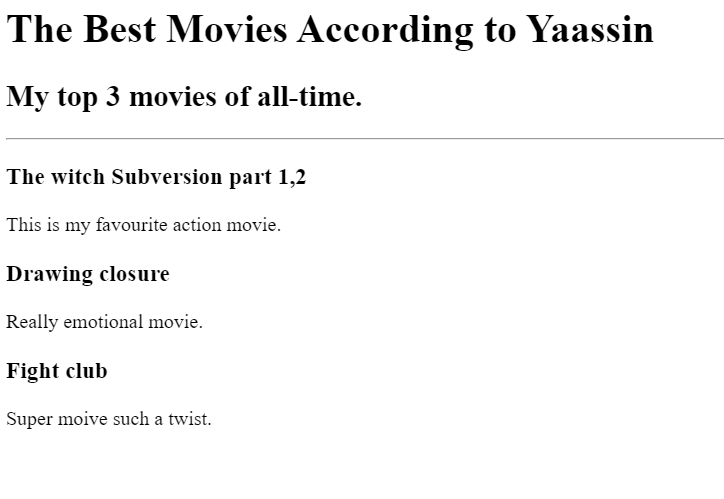 The Best Movies According to Yaassin
My top 3 movies of all-time.
The witch Subversion part 1,2
This is my favourite action movie.
Drawing closure
Really emotional movie.
Fight club
Super moive such a twist.